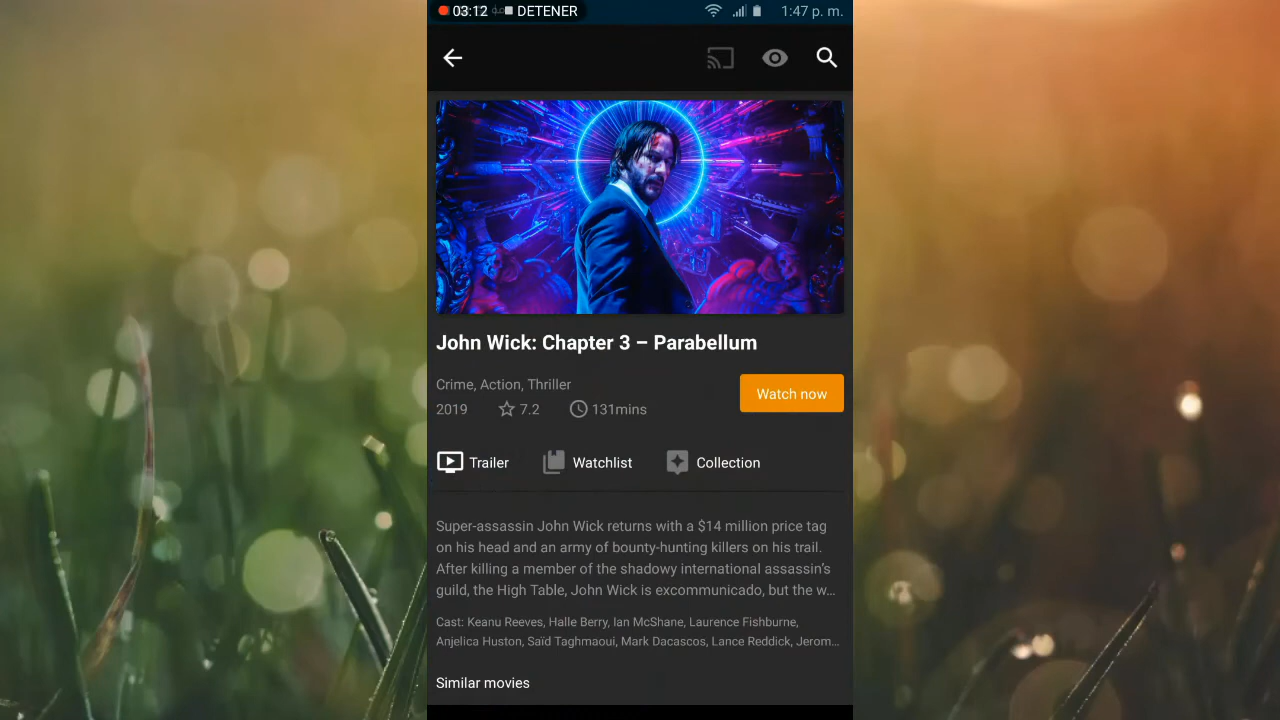 03:12 DETENER 1:47 p. m.
John Wick: Chapter 3 – Parabellum
Crime, Action, Thriller
Watch now
2019 7.2 131mins
Trailer Watchlist Collection
Super-assassin John Wick returns with a $14 million price tag
on his head and an army of bounty-hunting killers on his trail.
After killing a member of the shadowy international assassin's
guild, the High Table, John Wick is excommunicado, but the w...
Cast: Keanu Reeves, Halle Berry, Ian McShane, Laurence Fishburne,
Anjelica Huston, Saïd Taghmaoui, Mark Dacascos, Lance Reddick, Jerom...
Similar movies